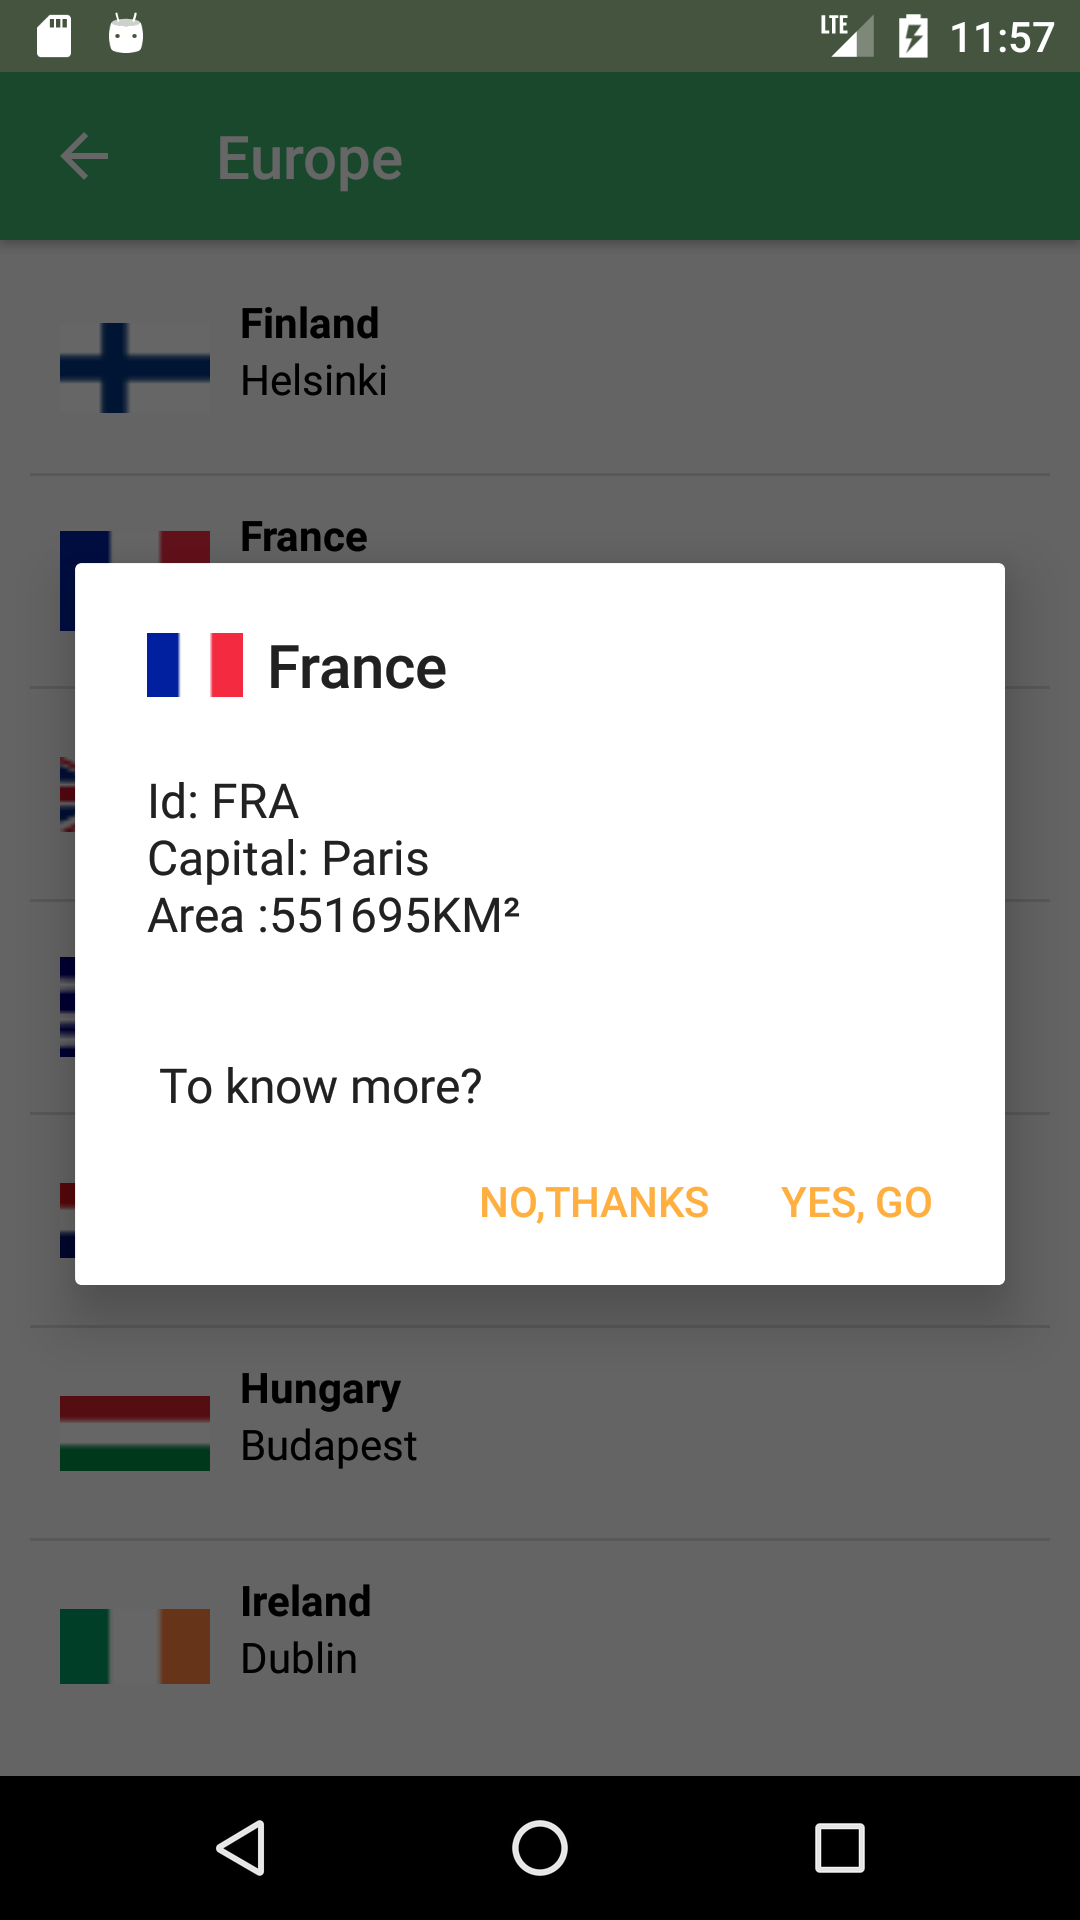 LTE 11:57
Europe
Finland
Helsinki
France
France
Id: FRA
Capital: Paris
Area :551695KM²
To know more?
NO,THANKS YES, GO
Hungary
Budapest
Ireland
Dublin